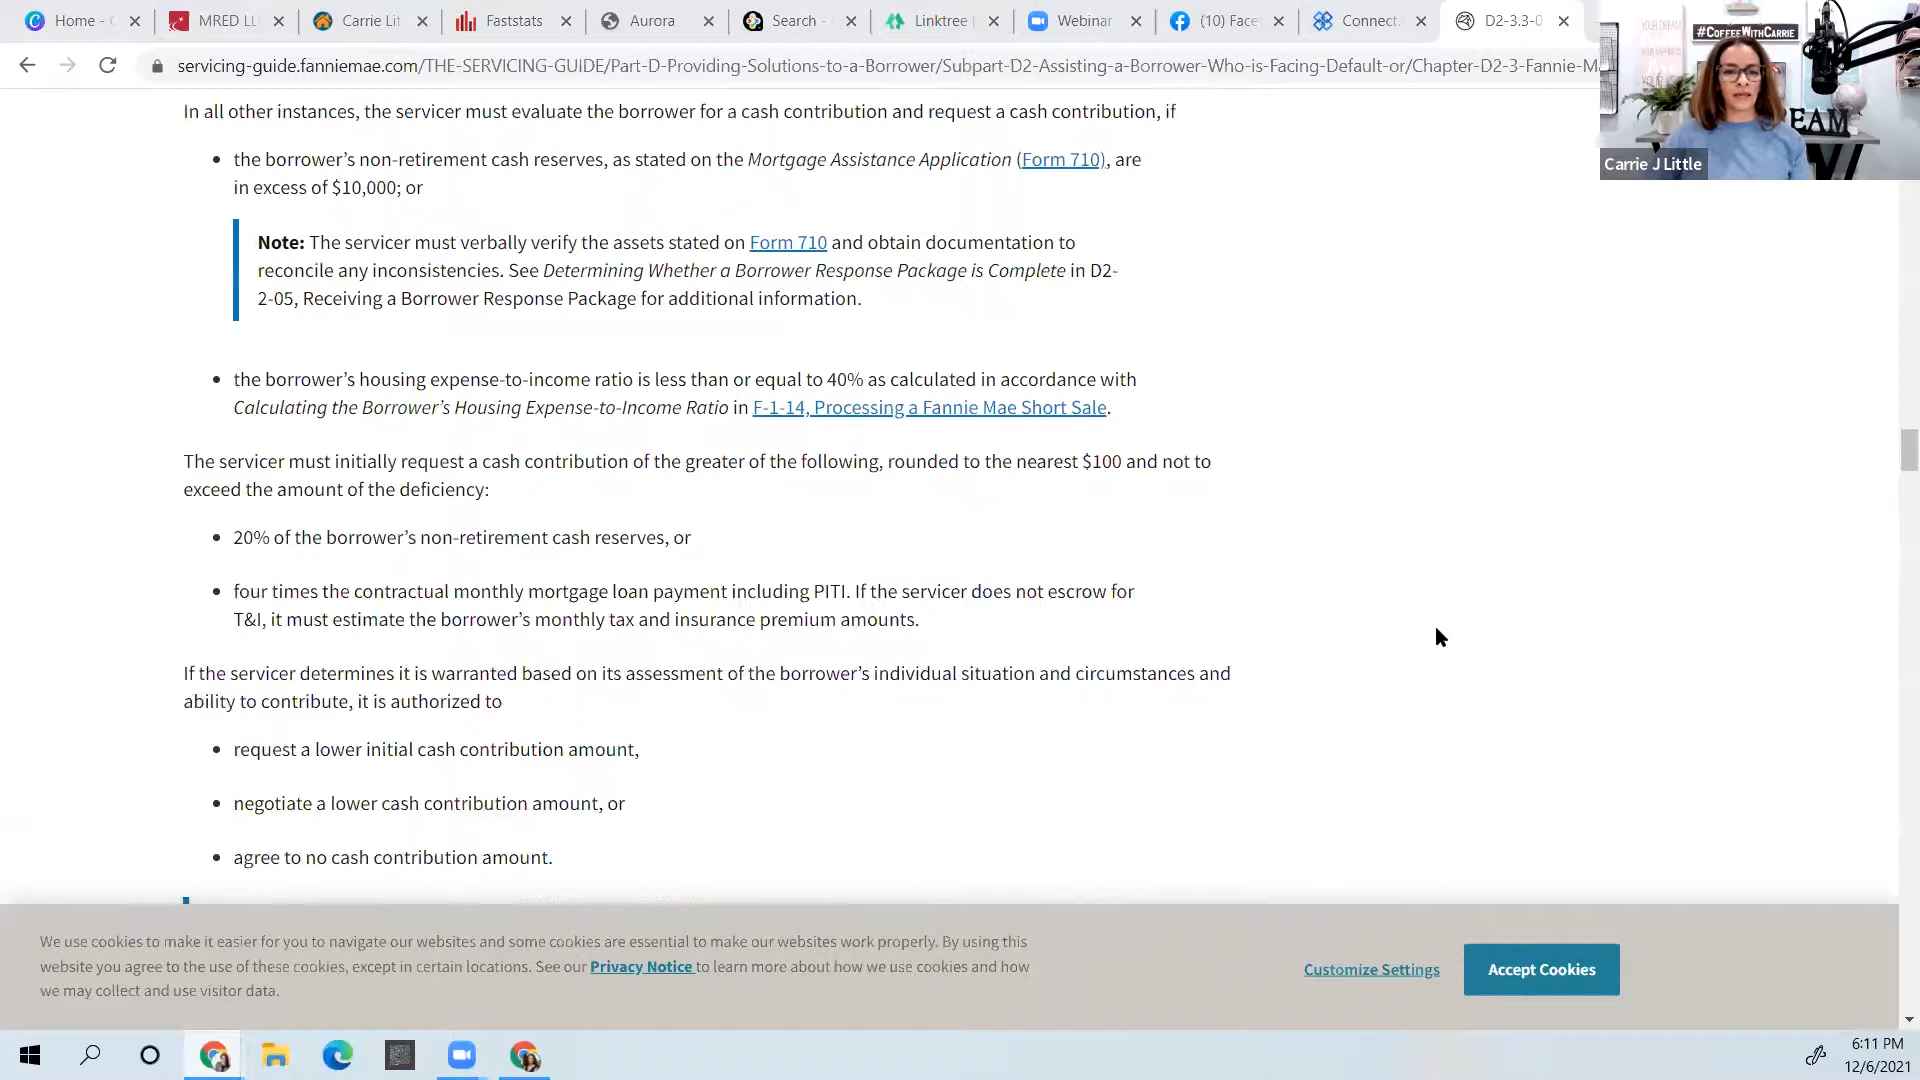 Home - C
MRED LL
Carrie Lit
Faststats
Aurora
Search -
Linktree
Webinar
(10) Face
Connect.
D2-3.3-0
servicing-guide.fanniemae.com/THE-SERVICING-GUIDE/Part-D-Providing-Solutions-to-a-Borrower/Subpart-D2-Assisting-a-Borrower-Who-is-Facing-Default-or/Chapter-D2-3-Fannie-M
#CoffeeWithCarrie
EAM
Carrie J Little
In all other instances, the servicer must evaluate the borrower for a cash contribution and request a cash contribution, if
• the borrower’s non-retirement cash reserves, as stated on the Mortgage Assistance Application (Form 710), are
in excess of $10,000; or
Note: The servicer must verbally verify the assets stated on Form 710 and obtain documentation to
reconcile any inconsistencies. See Determining Whether a Borrower Response Package is Complete in D2-
2-05, Receiving a Borrower Response Package for additional information.
• the borrower’s housing expense-to-income ratio is less than or equal to 40% as calculated in accordance with
Calculating the Borrower’s Housing Expense-to-Income Ratio in F-1-14, Processing a Fannie Mae Short Sale.
The servicer must initially request a cash contribution of the greater of the following, rounded to the nearest $100 and not to
exceed the amount of the deficiency:
• 20% of the borrower’s non-retirement cash reserves, or
• four times the contractual monthly mortgage loan payment including PITI. If the servicer does not escrow for
T&I, it must estimate the borrower’s monthly tax and insurance premium amounts.
If the servicer determines it is warranted based on its assessment of the borrower’s individual situation and circumstances and
ability to contribute, it is authorized to
• request a lower initial cash contribution amount,
• negotiate a lower cash contribution amount, or
• agree to no cash contribution amount.
We use cookies to make it easier for you to navigate our websites and some cookies are essential to make our websites work properly. By using this
website you agree to the use of these cookies, except in certain locations. See our Privacy Notice to learn more about how we use cookies and how
we may collect and use visitor data.
Customize Settings
Accept Cookies
6:11 PM
12/6/2021